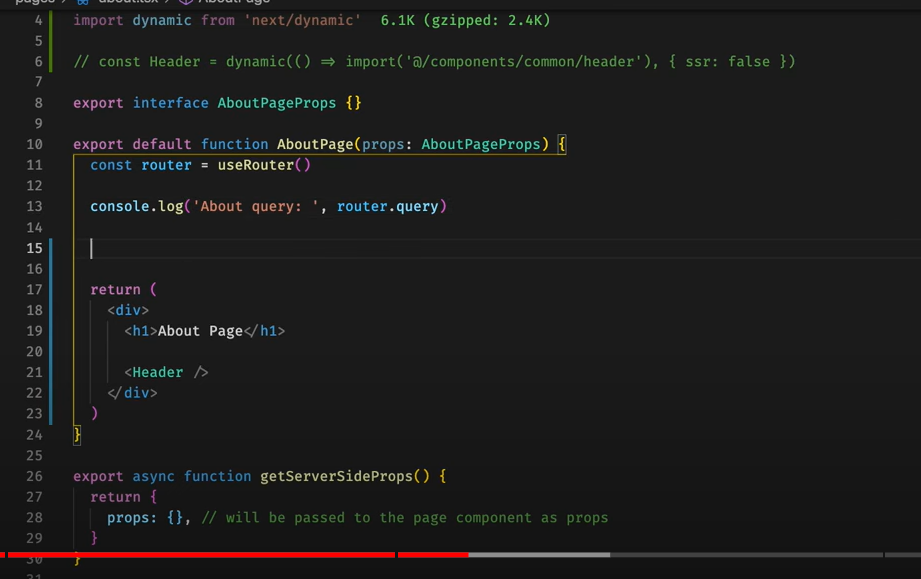 pages > about.tsx > AboutPage
4 import dynamic from 'next/dynamic' 6.1K (gzipped: 2.4K)
5
6 // const Header = dynamic(() => import('@/components/common/header'), { ssr: false })
7
8 export interface AboutPageProps {}
9
10 export default function AboutPage(props: AboutPageProps) {
11 const router = useRouter()
12
13 console.log('About query: ', router.query)
14
15
16
17 return (
18 <div>
19 <h1>About Page</h1>
20
21 <Header />
22 </div>
23 )
24 }
25
26 export async function getServerSideProps() {
27 return {
28 props: {}, // will be passed to the page component as props
29 }
30 }
31